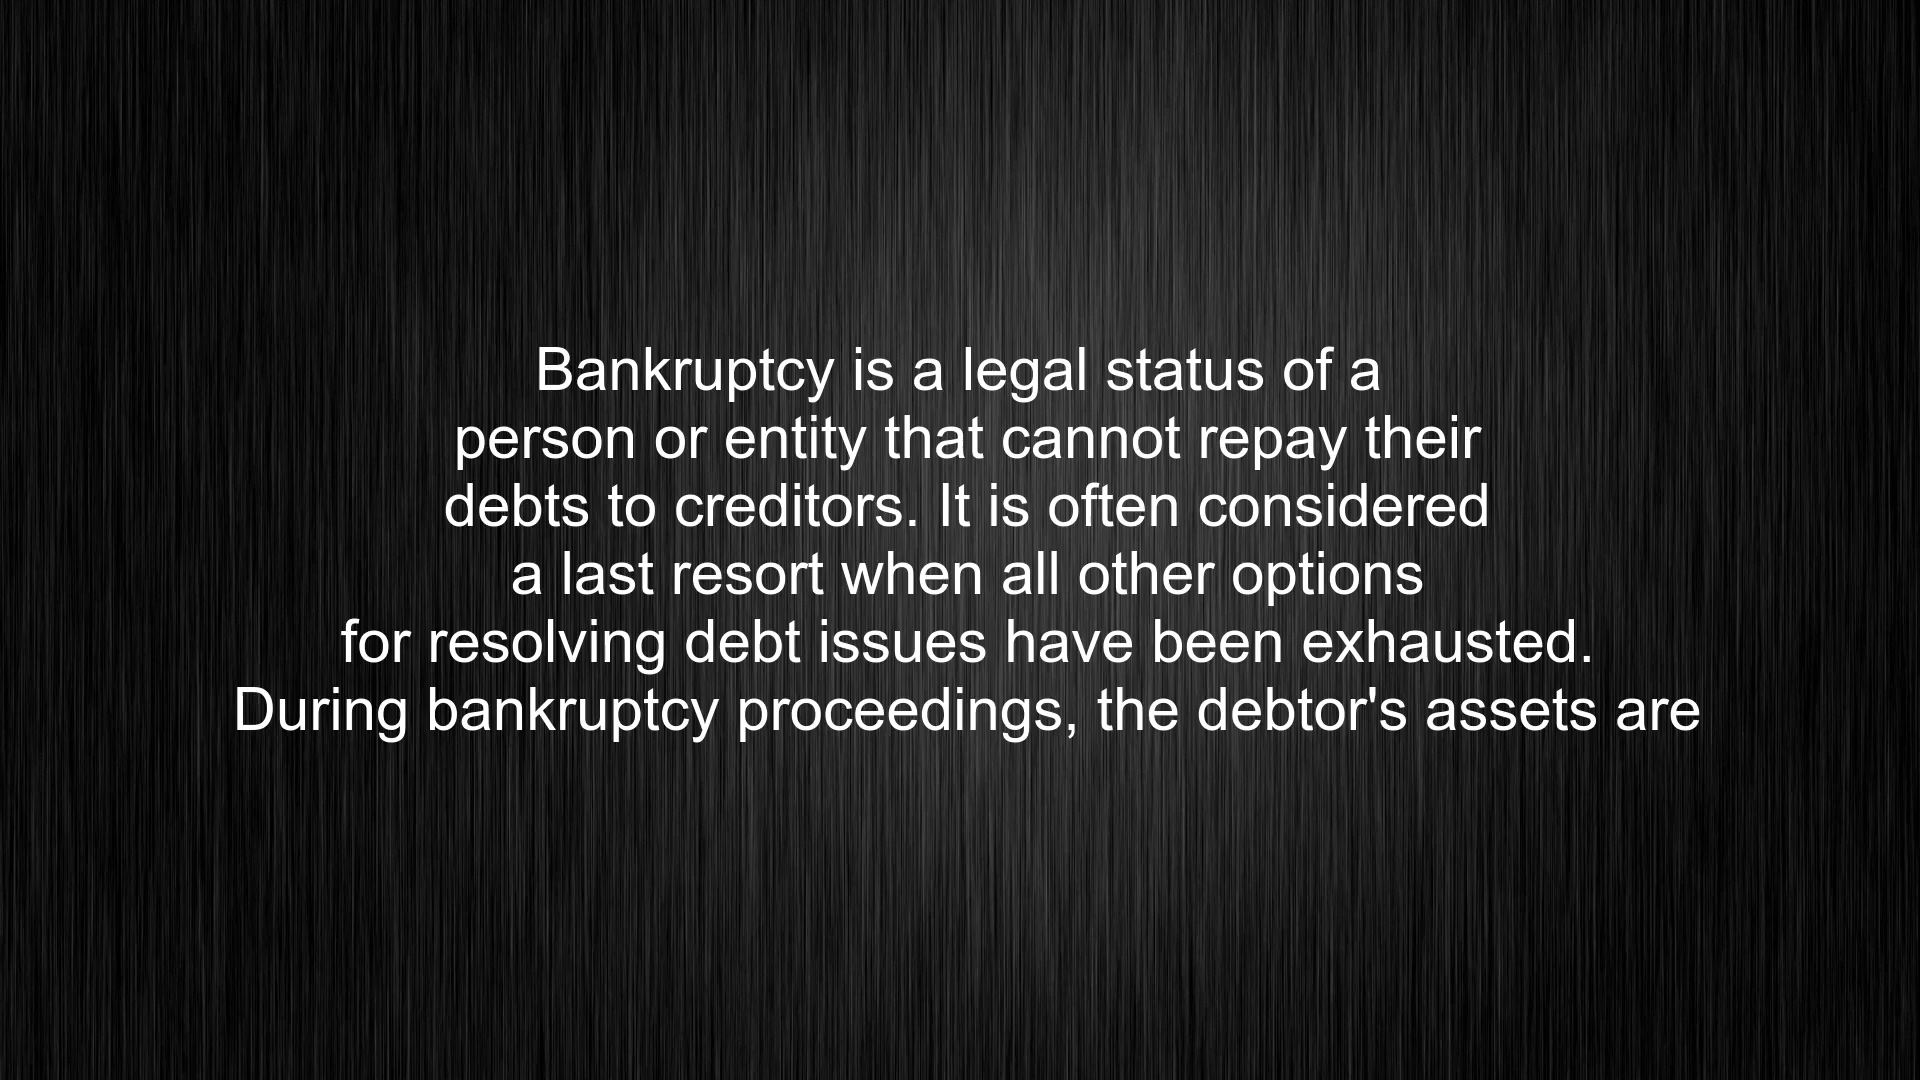 Bankruptcy is a legal status of a
person or entity that cannot repay their
debts to creditors. It is often considered
a last resort when all other options
for resolving debt issues have been exhausted.
During bankruptcy proceedings, the debtor's assets are